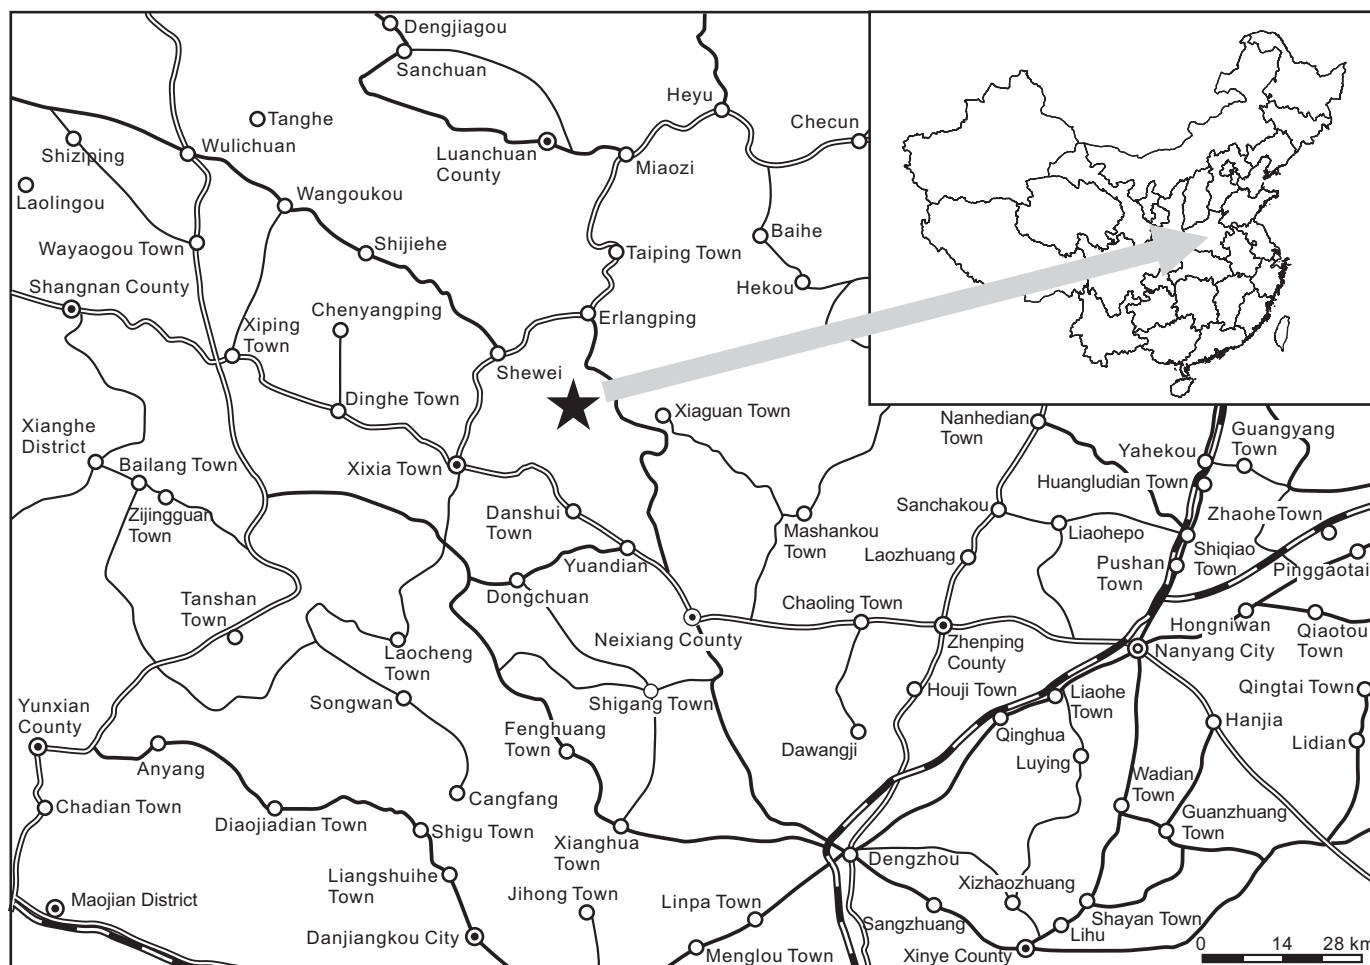 Dengjiagou
Sanchuan
Heyu
Tanghe
Checun
Wulichuan
Shiziping
Luanchuan
County
Miaozi
Laolingou
Wangoukou
Baihe
Wayaogou Town
Shijiehe
Taiping Town
Shangnan County
Hekou
Chenyangping
Erlangping
Xiping
Town
Shewei
Dinghe Town
Xiaguan Town
Nanhedian
Town
Guangyang
Town
Xianghe
District
Yahekou
Bailang Town
Xixia Town
Huangludian Town
Zijingguan
Town
Danshui
Town
Sanchakou
ZhaoheTown
Mashankou
Town
Liaohepo
Laozhuang
Shiqiao
Town
Pushan
Town
Yuandian
Pinggaotai
Dongchuan
Tanshan
Town
Chaoling Town
Hongniwan
Qiaotou
Town
Neixiang County
Zhenping
County
Nanyang City
Laocheng
Town
Songwan
Shigang Town
Houji Town
Liaohe
Town
Qingtai Town
Yunxian
County
Fenghuang
Town
Qinghua
Hanjia
Lidian
Dawangji
Luying
Anyang
Wadian
Town
Chadian Town
Cangfang
Guanzhuang
Town
Diaojiadian Town
Shigu Town
Xianghua
Town
Dengzhou
Liangshuihe
Town
Jihong Town
Xizhaozhuang
Maojian District
Linpa Town
Sangzhuang
Shayan Town
Lihu
Danjiangkou City
Menglou Town
Xinye County
0 14 28 km